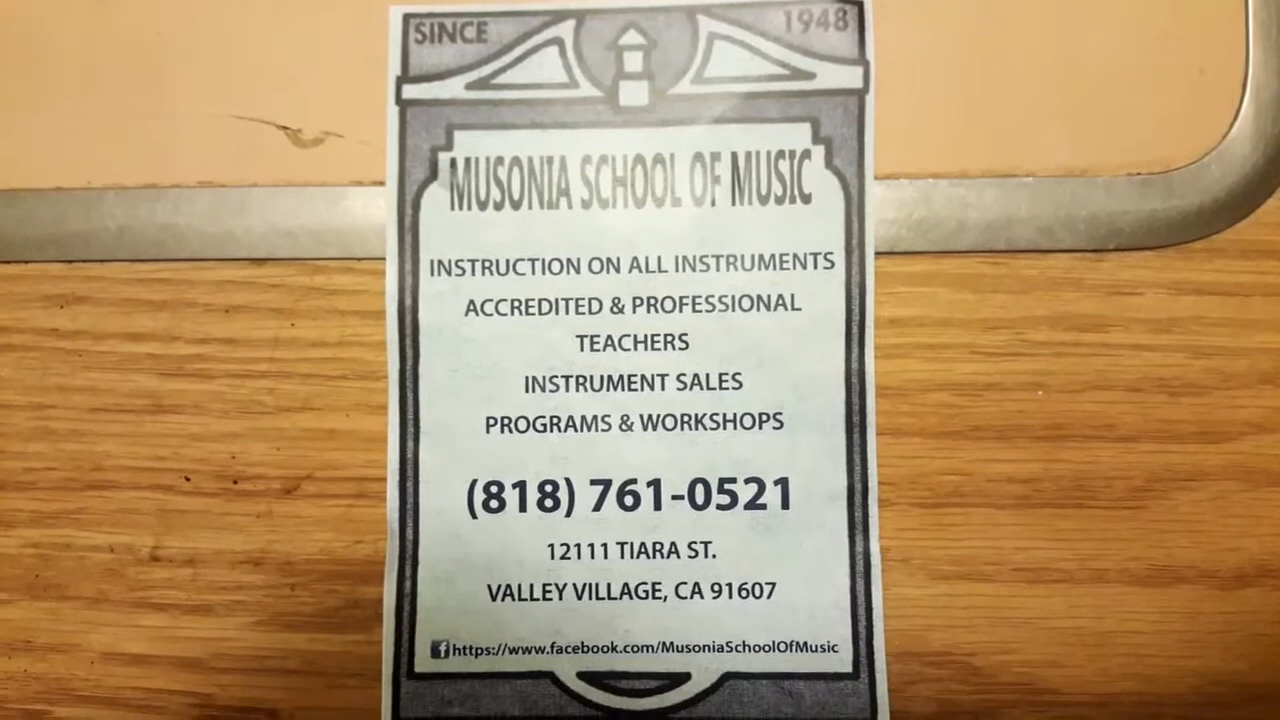 SINCE 1948
MUSONIA SCHOOL OF MUSIC
INSTRUCTION ON ALL INSTRUMENTS
ACCREDITED & PROFESSIONAL
TEACHERS
INSTRUMENT SALES
PROGRAMS & WORKSHOPS
(818) 761-0521
12111 TIARA ST.
VALLEY VILLAGE, CA 91607
f https://www.facebook.com/MusoniaSchoolOfMusic